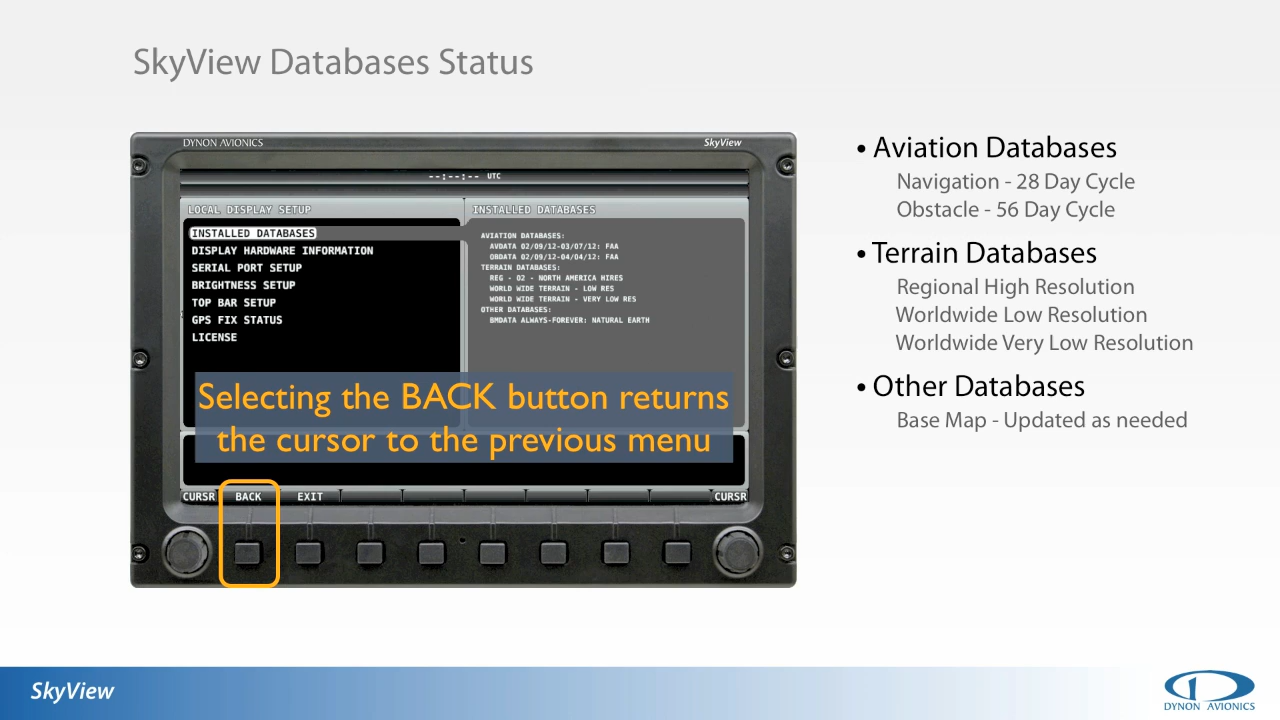 SkyView Databases Status
DYNON AVIONICS
SkyView
--:--:-- UTC
LOCAL DISPLAY SETUP
INSTALLED DATABASES
DISPLAY HARDWARE INFORMATION
SERIAL PORT SETUP
BRIGHTNESS SETUP
TOP BAR SETUP
GPS FIX STATUS
LICENSE
INSTALLED DATABASES
AVIATION DATABASES:
AVDATA 02/09/12-03/07/12: FAA
OBDATA 02/09/12-04/04/12: FAA
TERRAIN DATABASES:
REG - 02 - NORTH AMERICA HIRES
WORLD WIDE TERRAIN - LOW RES
WORLD WIDE TERRAIN - VERY LOW RES
OTHER DATABASES:
BMDATA ALWAYS-FOREVER: NATURAL EARTH
Selecting the BACK button returns
the cursor to the previous menu
CURSR BACK EXIT CURSR
• Aviation Databases
Navigation - 28 Day Cycle
Obstacle - 56 Day Cycle
• Terrain Databases
Regional High Resolution
Worldwide Low Resolution
Worldwide Very Low Resolution
• Other Databases
Base Map - Updated as needed
SkyView
DYNON AVIONICS